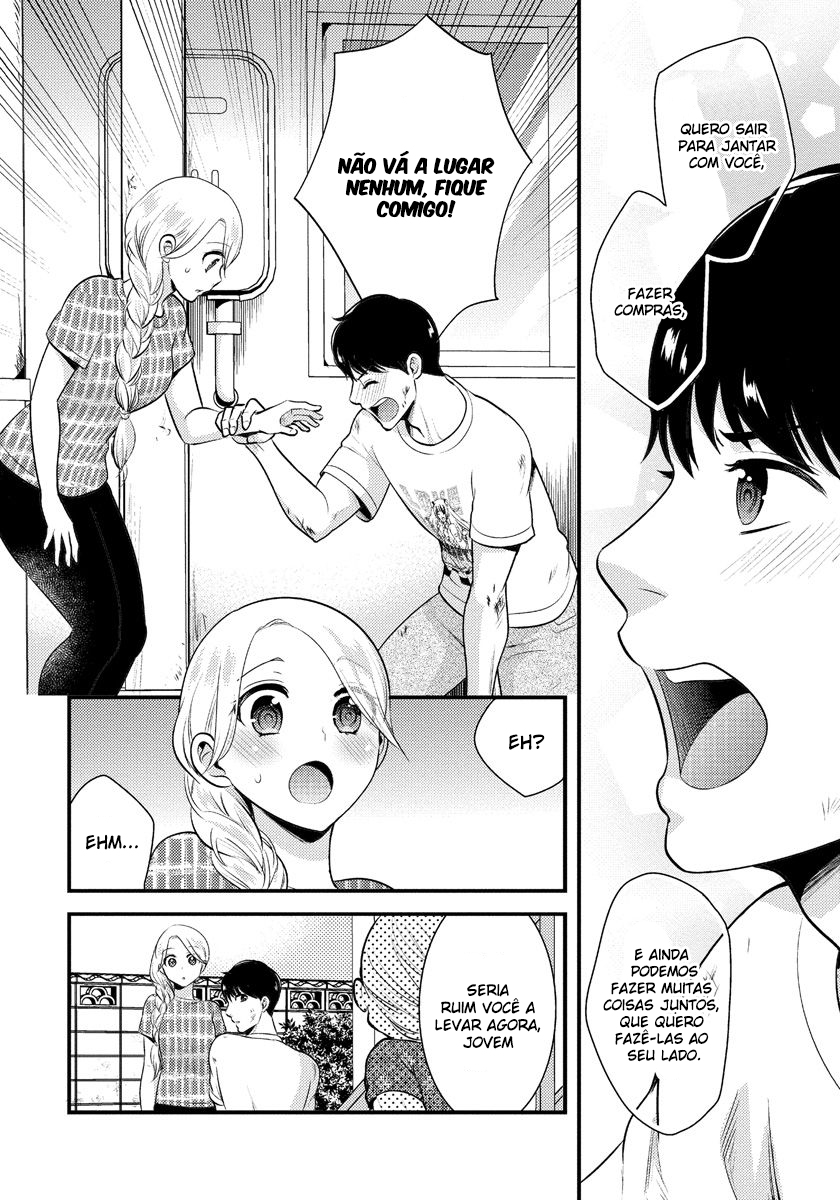 QUERO SAIR
PARA JANTAR
COM VOCÊ,
FAZER
COMPRAS,
E AINDA
PODEMOS
FAZER MUITAS
COISAS JUNTOS,
QUE QUERO
FAZÊ-LAS AO
SEU LADO.
NÃO VÁ A LUGAR
NENHUM, FIQUE
COMIGO!
EH?
EHM...
SERIA
RUIM VOCÊ A
LEVAR AGORA,
JOVEM